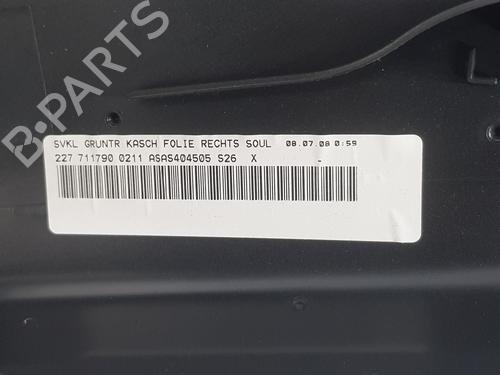 SVKL GRUNTR KASCH FOLIE RECHTS SOUL 08.07.08 0:59
227 711790 0211 ASAS404505 S26 X -
B-PARTS